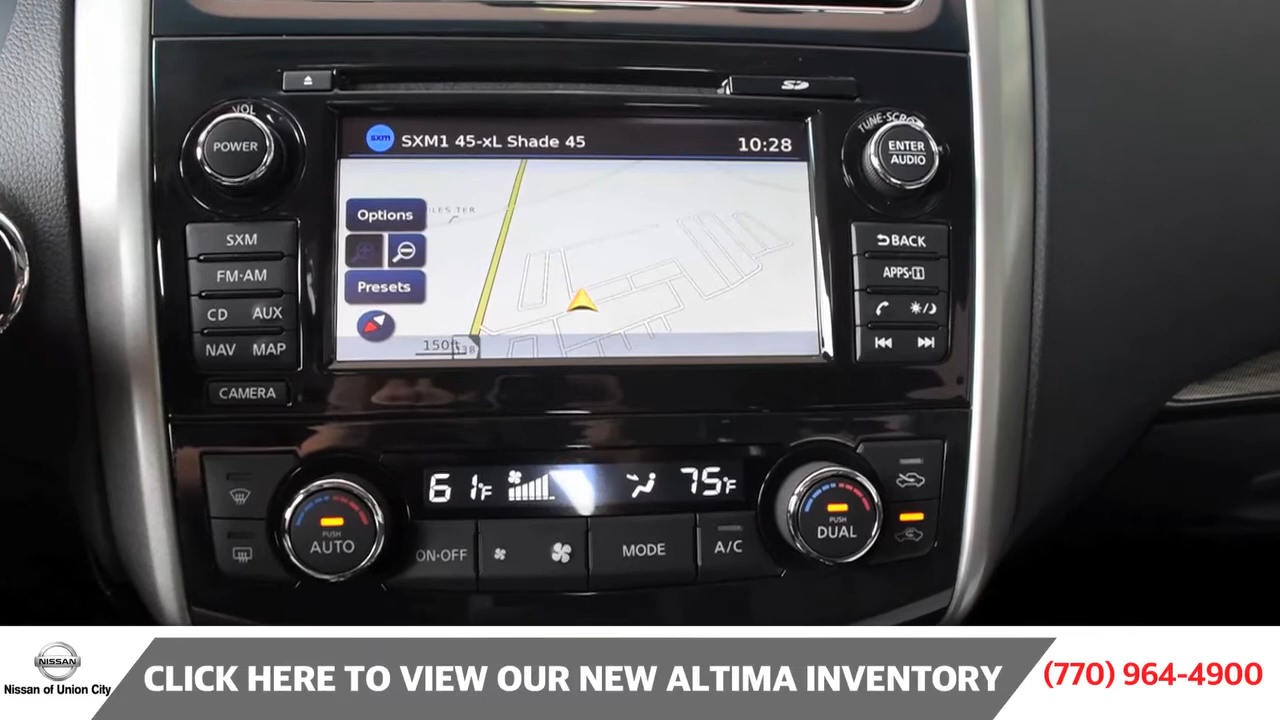 VOL
POWER
SXM
FM·AM
CD AUX
NAV MAP
CAMERA
SD
sxm SXM1 45-xL Shade 45 10:28
Options
Presets
150ft
138
TUNE·SCROLL
ENTER
AUDIO
BACK
APPS·i
61°F 75°F
PUSH
AUTO
ON·OFF
MODE
A/C
PUSH
DUAL
NISSAN
Nissan of Union City
CLICK HERE TO VIEW OUR NEW ALTIMA INVENTORY
(770) 964-4900